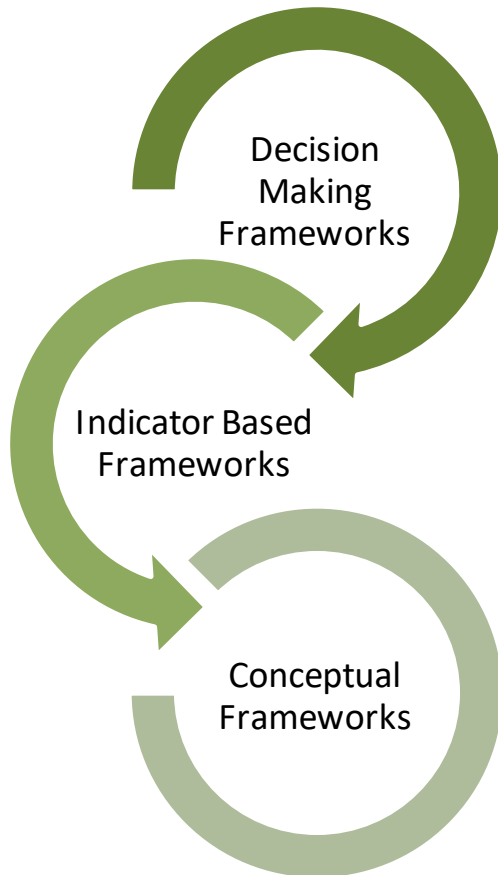 Decision
Making
Frameworks
Indicator Based
Frameworks
Conceptual
Frameworks